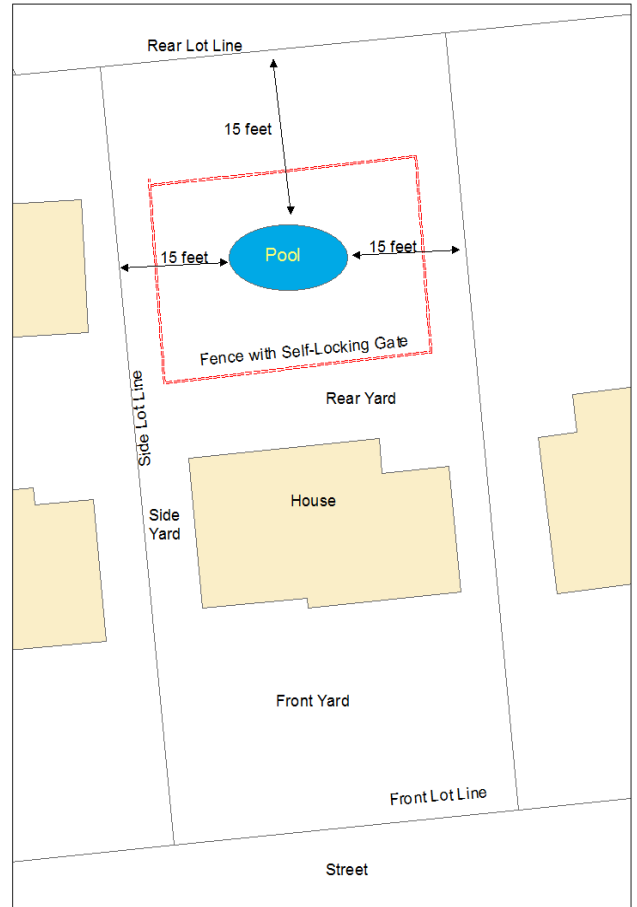 Rear Lot Line
15 feet
15 feet
Pool
15 feet
Fence with Self-Locking Gate
Side Lot Line
Rear Yard
House
Side
Yard
Front Yard
Front Lot Line
Street